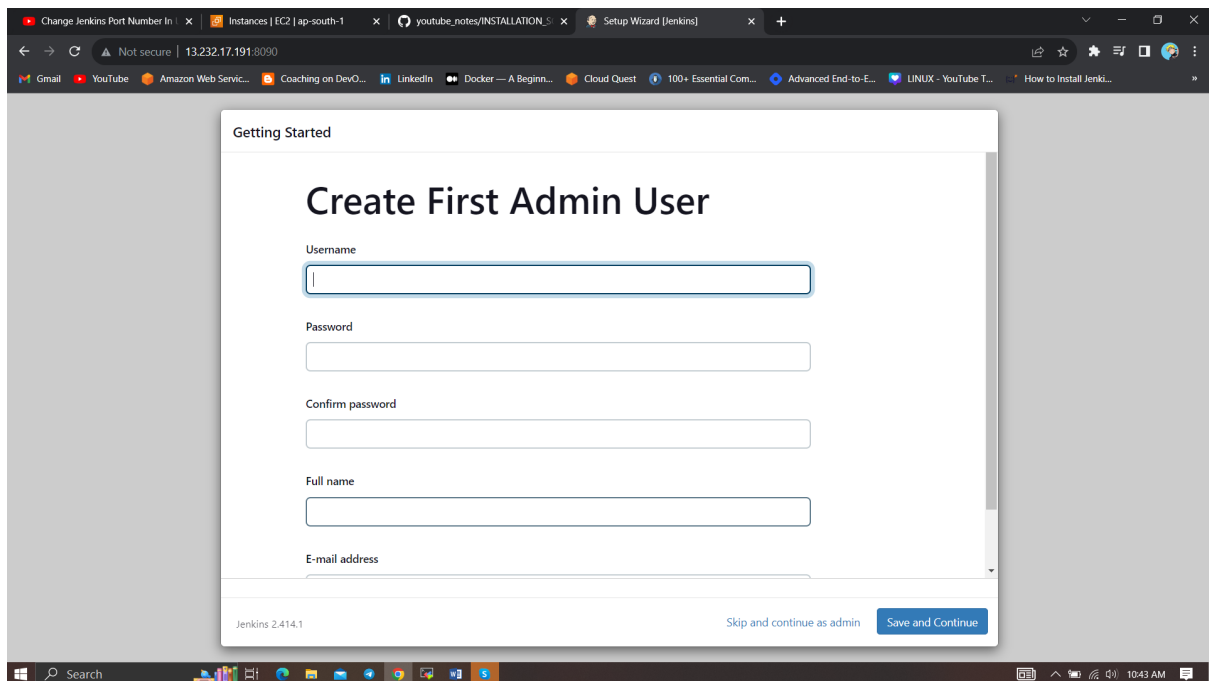 Change Jenkins Port Number In
Instances | EC2 | ap-south-1
youtube_notes/INSTALLATION_S
Setup Wizard [Jenkins]
Not secure | 13.232.17.191:8090
Gmail
YouTube
Amazon Web Servic...
Coaching on DevO...
LinkedIn
Docker — A Beginn...
Cloud Quest
100+ Essential Com...
Advanced End-to-E...
LINUX - YouTube T...
How to Install Jenki...
»
Getting Started
Create First Admin User
Username
Password
Confirm password
Full name
E-mail address
Jenkins 2.414.1
Skip and continue as admin
Save and Continue
Search
10:43 AM